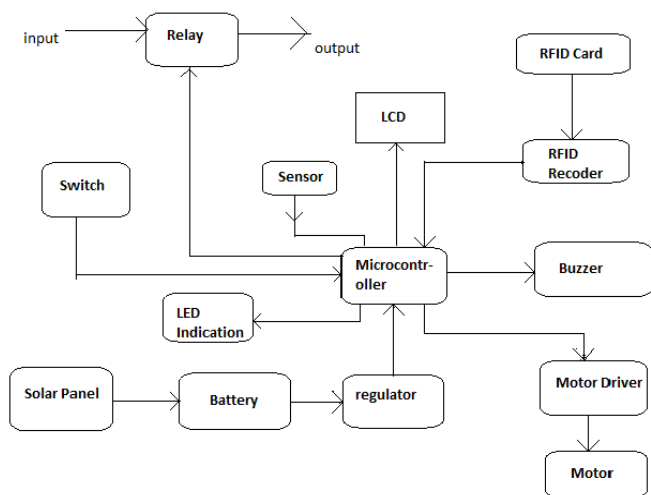 input
Relay
output
RFID Card
LCD
RFID
Recoder
Sensor
Switch
Microcontr-
oller
Buzzer
LED
Indication
Solar Panel
Battery
regulator
Motor Driver
Motor